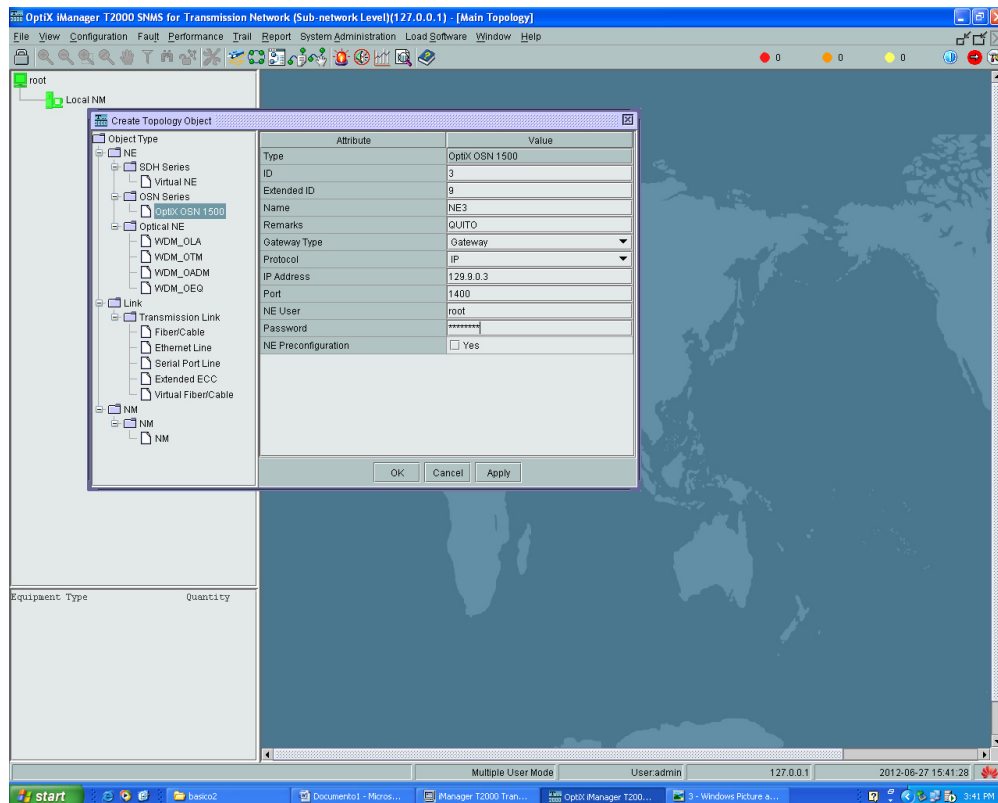 OptiX iManager T2000 SNMS for Transmission Network (Sub-network Level)(127.0.0.1) - [Main Topology]
File View Configuration Fault Performance Trail Report System Administration Load Software Window Help
0 0 0
root
Local NM
Create Topology Object
Object Type
NE
SDH Series
Virtual NE
OSN Series
OptiX OSN 1500
Optical NE
WDM_OLA
WDM_OTM
WDM_OADM
WDM_OEQ
Link
Transmission Link
Fiber/Cable
Ethernet Line
Serial Port Line
Extended ECC
Virtual Fiber/Cable
NM
NM
NM
Attribute Value
Type OptiX OSN 1500
ID 3
Extended ID 9
Name NE3
Remarks QUITO
Gateway Type Gateway
Protocol IP
IP Address 129.9.0.3
Port 1400
NE User root
Password ********
NE Preconfiguration Yes
OK Cancel Apply
Equipment Type Quantity
Multiple User Mode User:admin 127.0.0.1 2012-06-27 15:41:28
start basico2 Documento1 - Micros... iManager T2000 Tran... OptiX iManager T200... 3 - Windows Picture a... 3:41 PM